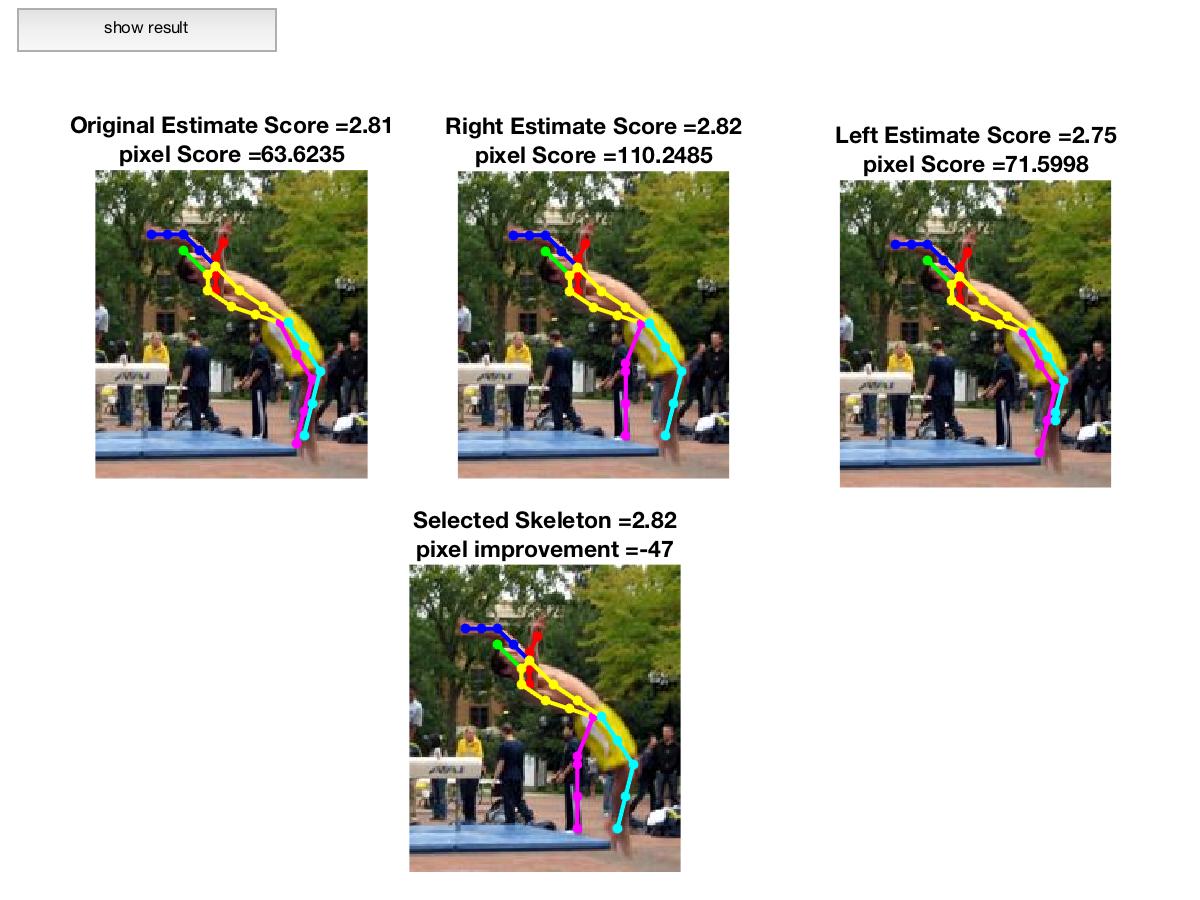 show result
Original Estimate Score =2.81
pixel Score =63.6235
Right Estimate Score =2.82
pixel Score =110.2485
Left Estimate Score =2.75
pixel Score =71.5998
Selected Skeleton =2.82
pixel improvement =-47